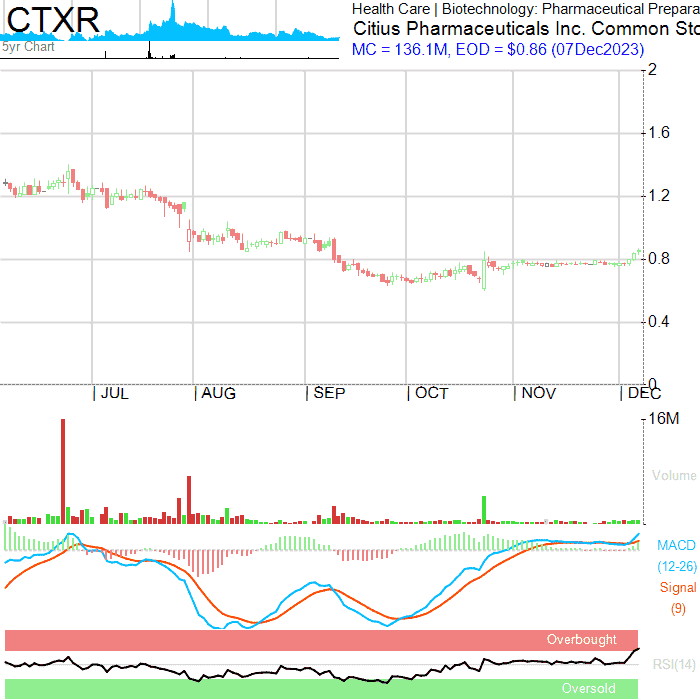 CTXR
5yr Chart
Health Care | Biotechnology: Pharmaceutical Prepara
Citius Pharmaceuticals Inc. Common Sto
MC = 136.1M, EOD = $0.86 (07Dec2023)
2
1.6
1.2
0.8
0.4
0
| JUL | AUG | SEP | OCT | NOV | DEC
16M
Volume
MACD
(12-26)
Signal
(9)
Overbought
RSI(14)
Oversold